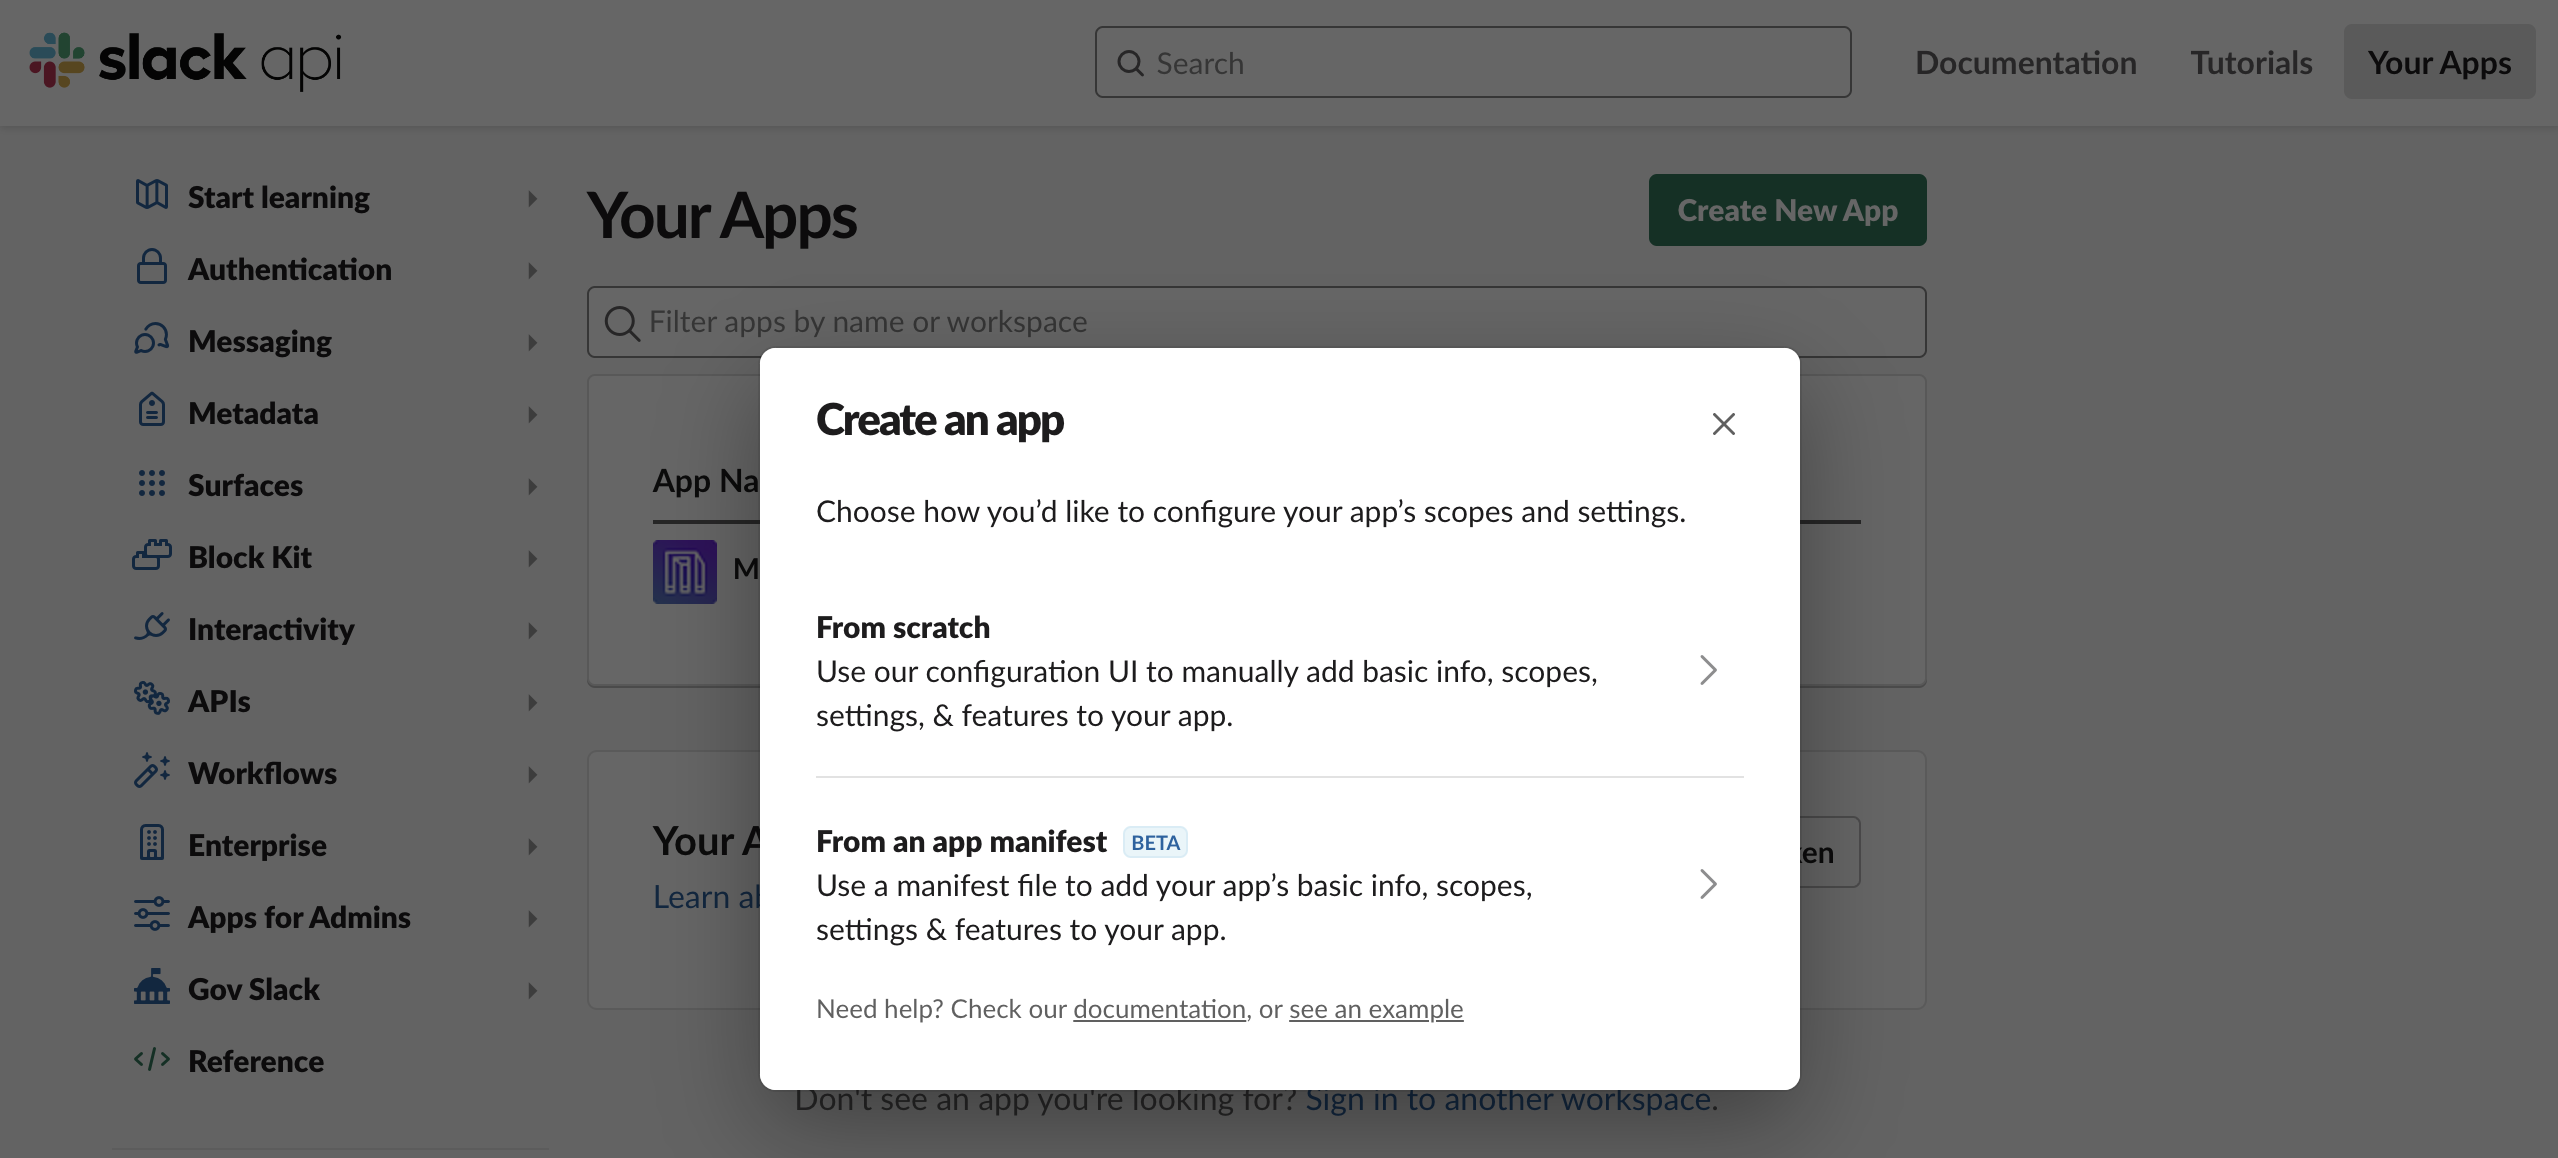 slack api
Search
Documentation
Tutorials
Your Apps
Start learning
Authentication
Messaging
Metadata
Surfaces
Block Kit
Interactivity
APIs
Workflows
Enterprise
Apps for Admins
Gov Slack
Reference
Your Apps
Create New App
Filter apps by name or workspace
App Na
M
Your A
Learn ab
ken
Create an app
Choose how you’d like to configure your app’s scopes and settings.
From scratch
Use our configuration UI to manually add basic info, scopes,
settings, & features to your app.
From an app manifest BETA
Use a manifest file to add your app’s basic info, scopes,
settings & features to your app.
Need help? Check our documentation, or see an example
Don't see an app you're looking for? Sign in to another workspace.